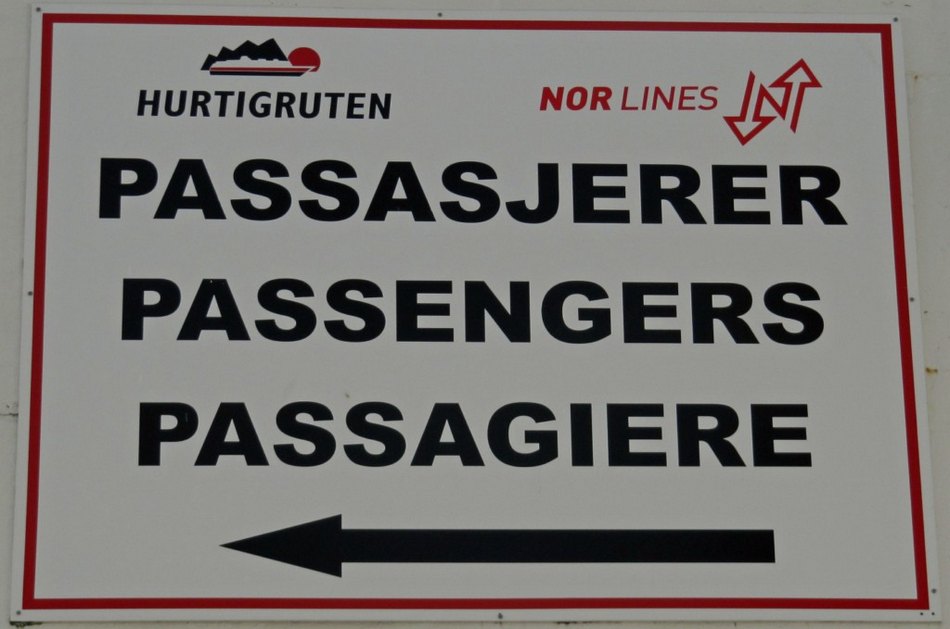 HURTIGRUTEN
NOR LINES
PASSASJERER
PASSENGERS
PASSAGIERE